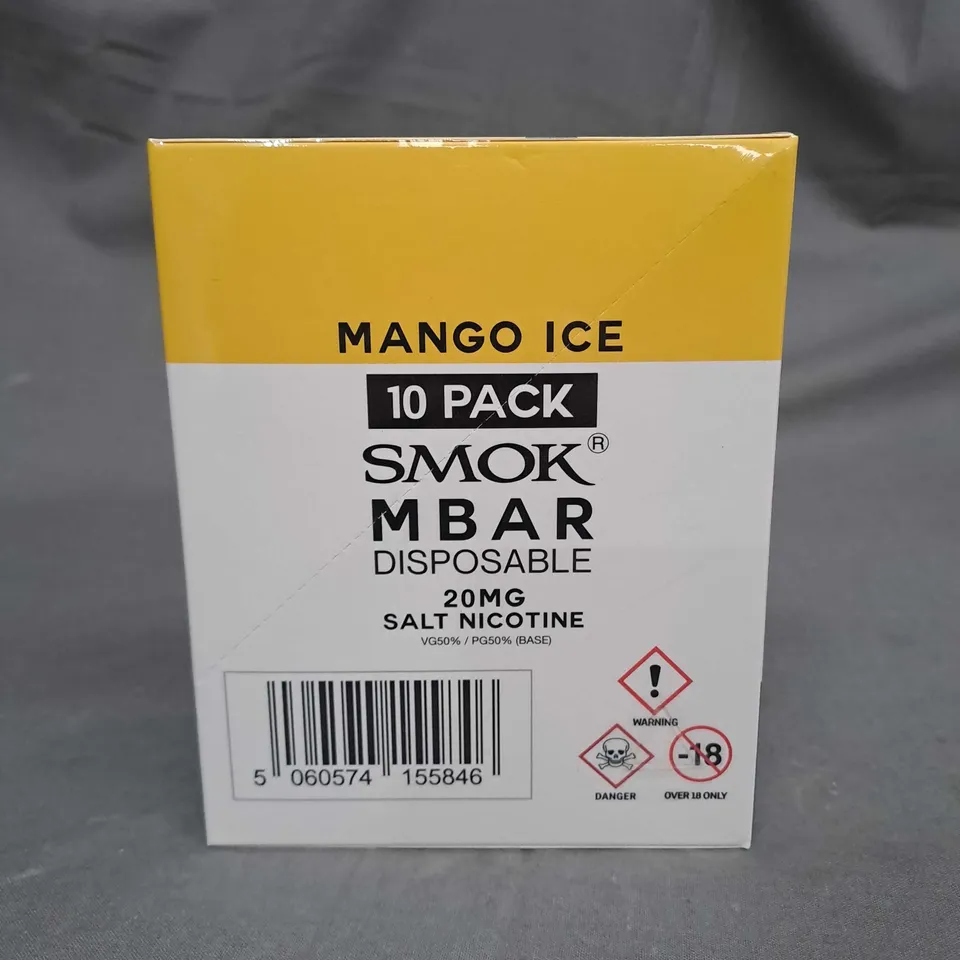 MANGO ICE
10 PACK
SMOK®
MBAR
DISPOSABLE
20MG
SALT NICOTINE
VG50% / PG50% (BASE)
!
WARNING
-18
DANGER
OVER 18 ONLY
5 060574 155846